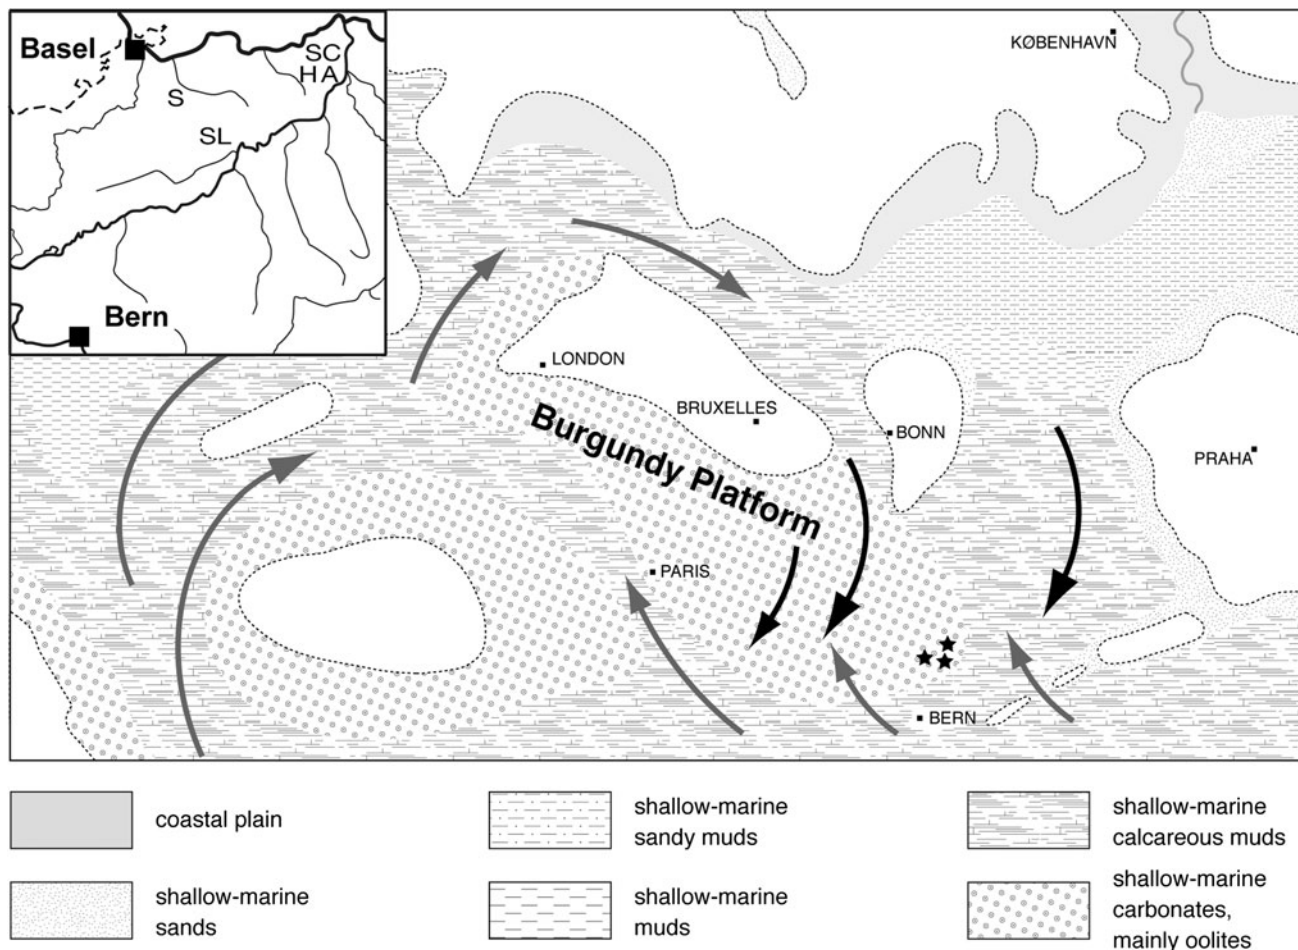 Basel
SC
HA
S
SL
Bern
KØBENHAVN
LONDON
BRUXELLES
BONN
PRAHA
Burgundy Platform
PARIS
BERN
coastal plain
shallow-marine
sandy muds
shallow-marine
calcareous muds
shallow-marine
sands
shallow-marine
muds
shallow-marine
carbonates,
mainly oolites